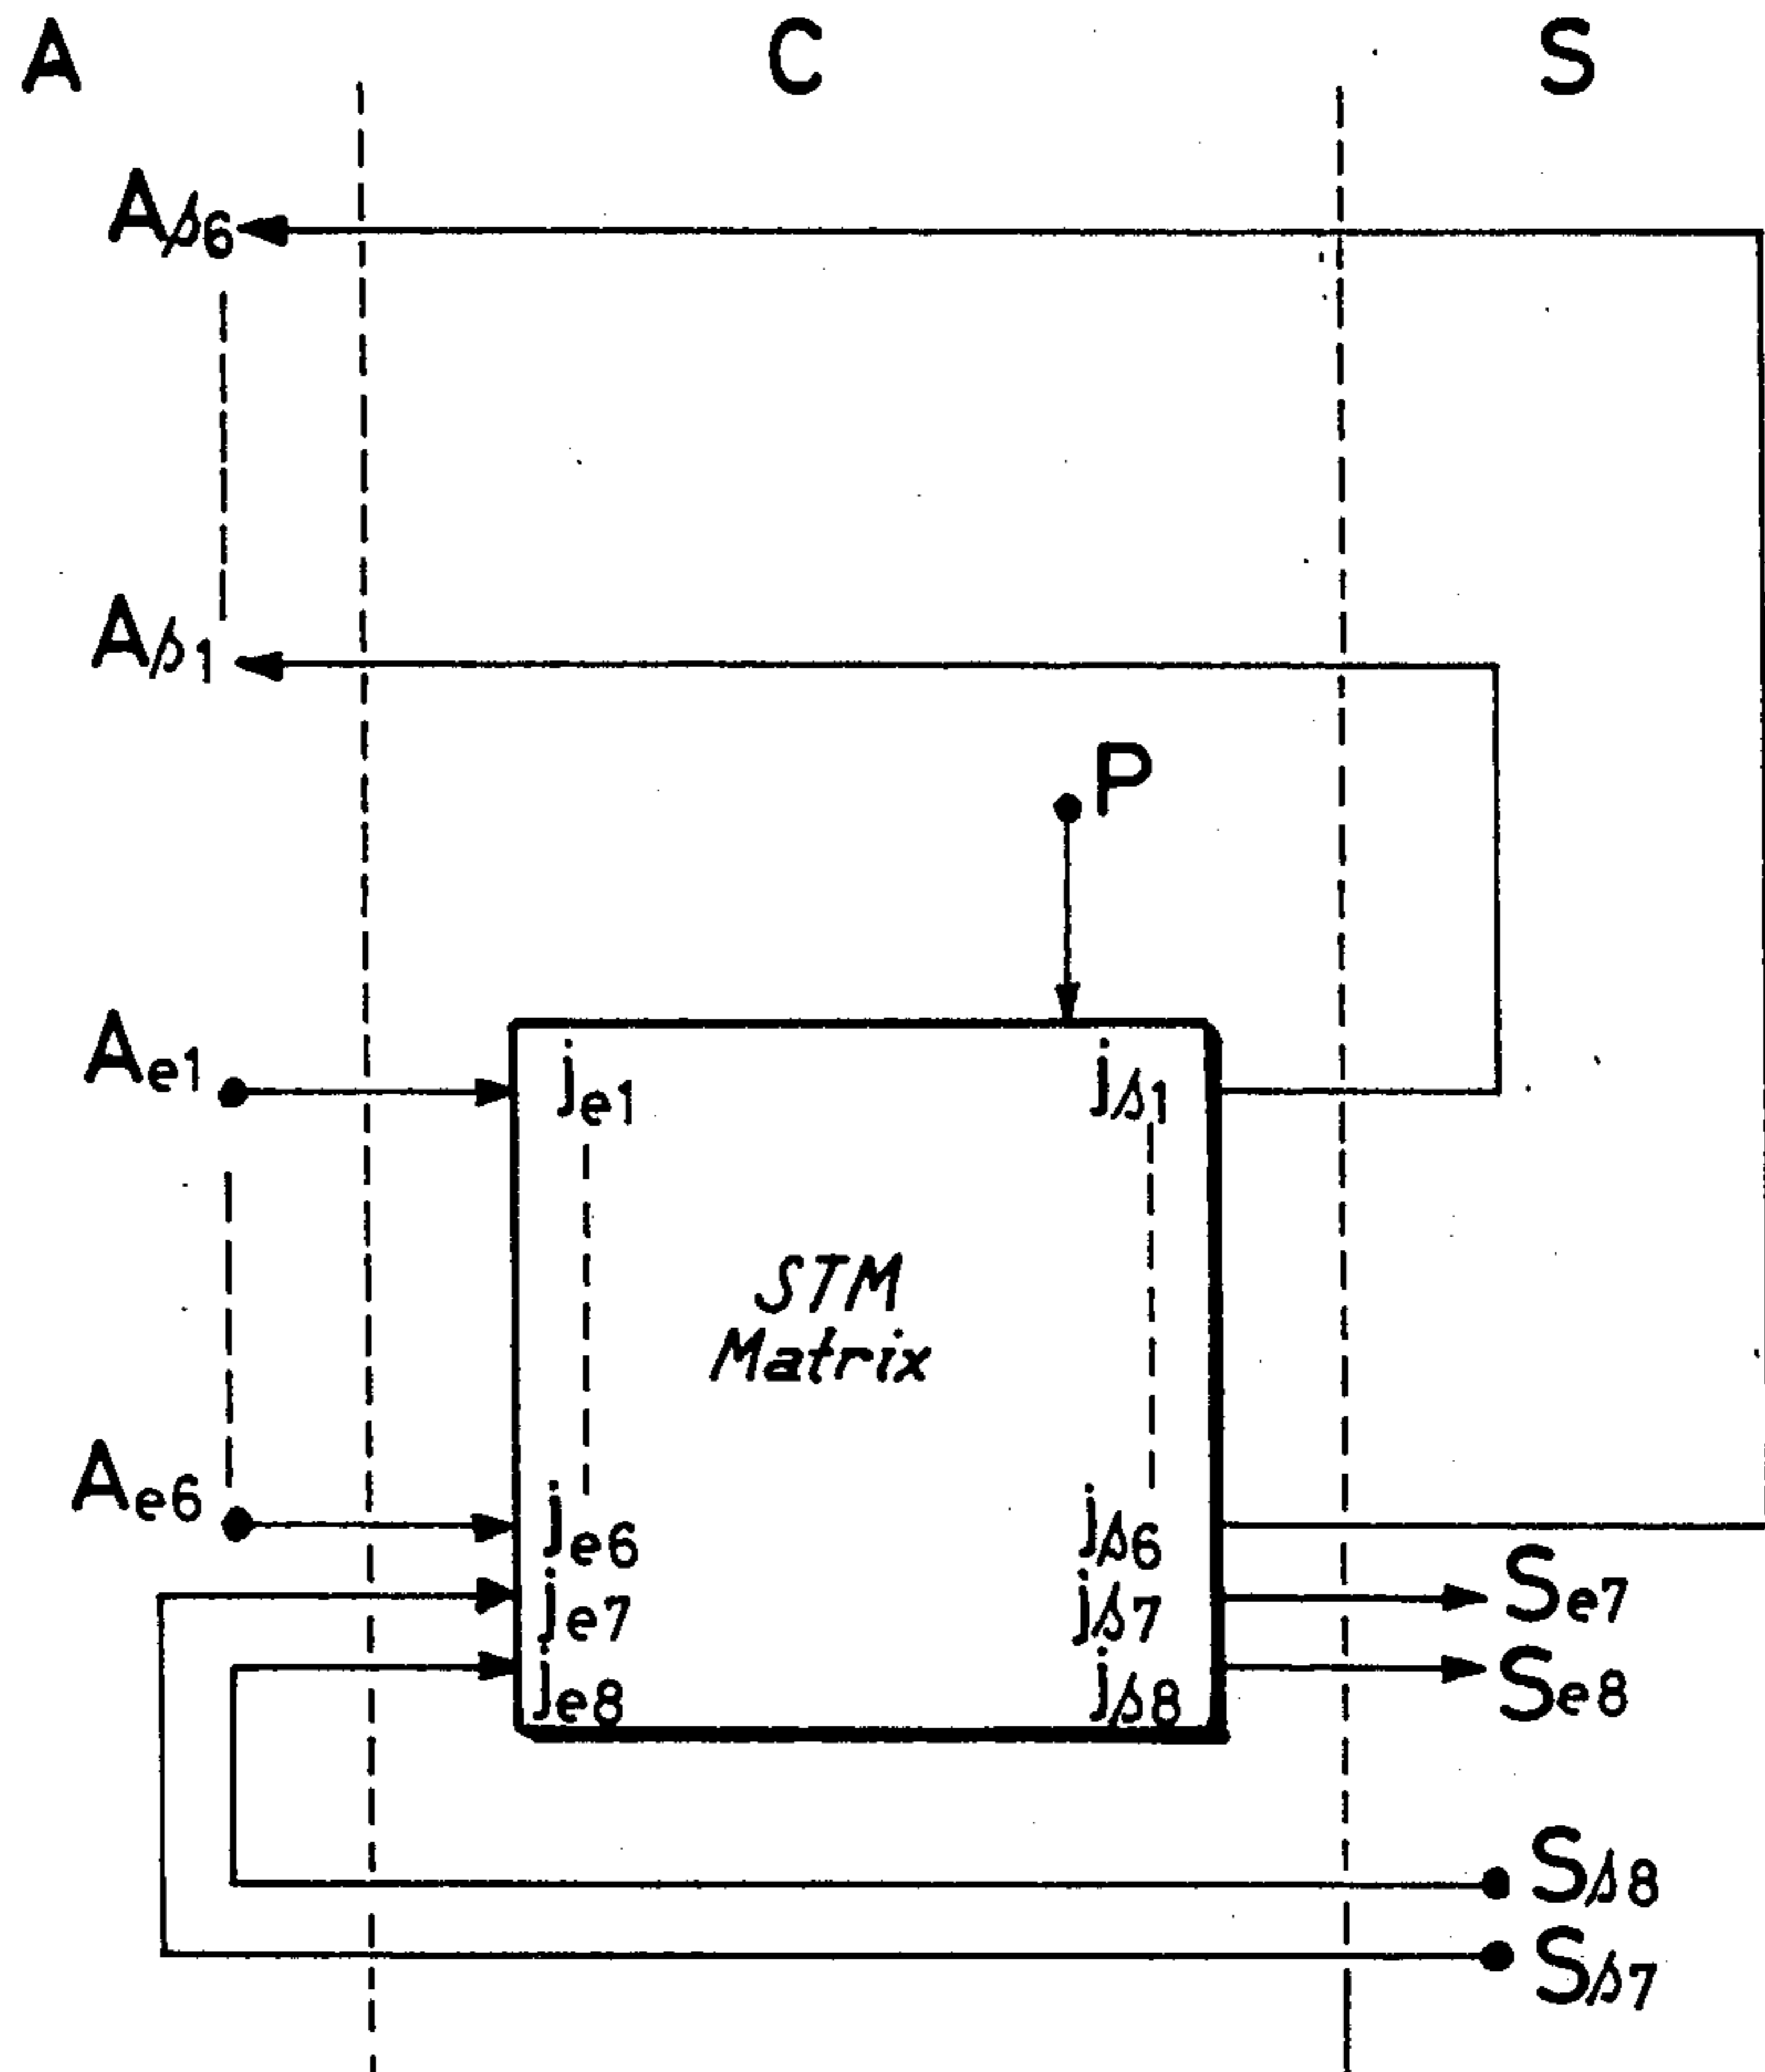 A C S
As6
As1
P
Ae1
je1 js1
STM
Matrix
Ae6
je6 js6
je7 js7 Se7
je8 js8 Se8
Ss8
Ss7